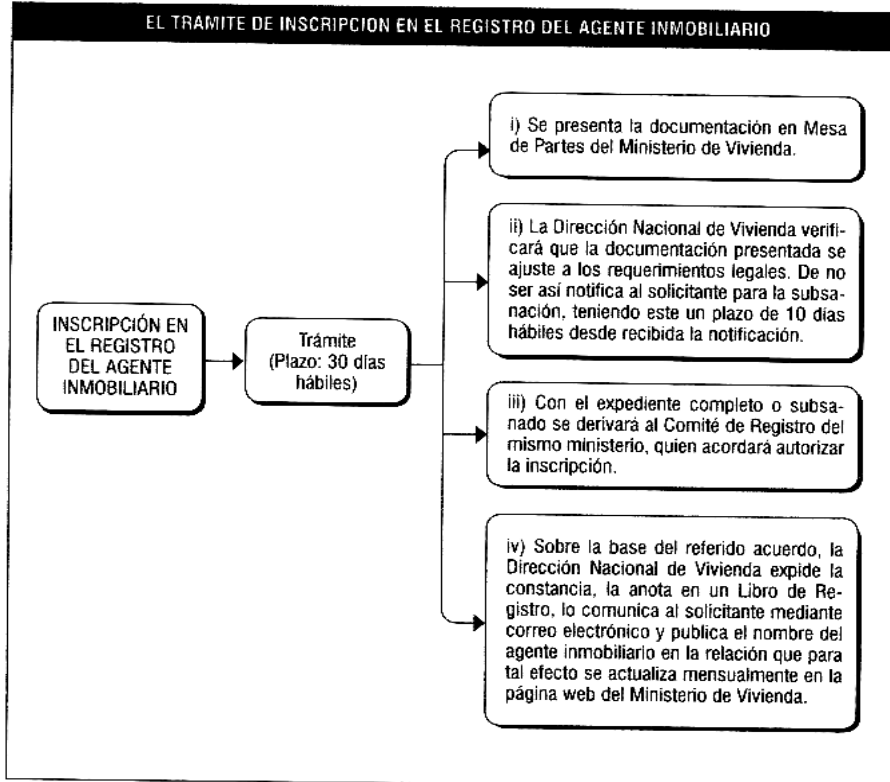 EL TRAMITE DE INSCRIPCION EN EL REGISTRO DEL AGENTE INMOBILIARIO
INSCRIPCIÓN EN
EL REGISTRO
DEL AGENTE
INMOBILIARIO
Trámite
(Plazo: 30 días
hábiles)
i) Se presenta la documentación en Mesa
de Partes del Ministerio de Vivienda.
ii) La Dirección Nacional de Vivienda verifi-
cará que la documentación presentada se
ajuste a los requerimientos legales. De no
ser así notifica al solicitante para la subsa-
nación, teniendo este un plazo de 10 días
hábiles desde recibida la notificación.
iii) Con el expediente completo o subsa-
nado se derivará al Comité de Registro del
mismo ministerio, quien acordará autorizar
la inscripción.
iv) Sobre la base del referido acuerdo, la
Dirección Nacional de Vivienda expide la
constancia, la anota en un Libro de Re-
gistro, lo comunica al solicitante mediante
correo electrónico y publica el nombre del
agente inmobiliario en la relación que para
tal efecto se actualiza mensualmente en la
página web del Ministerio de Vivienda.